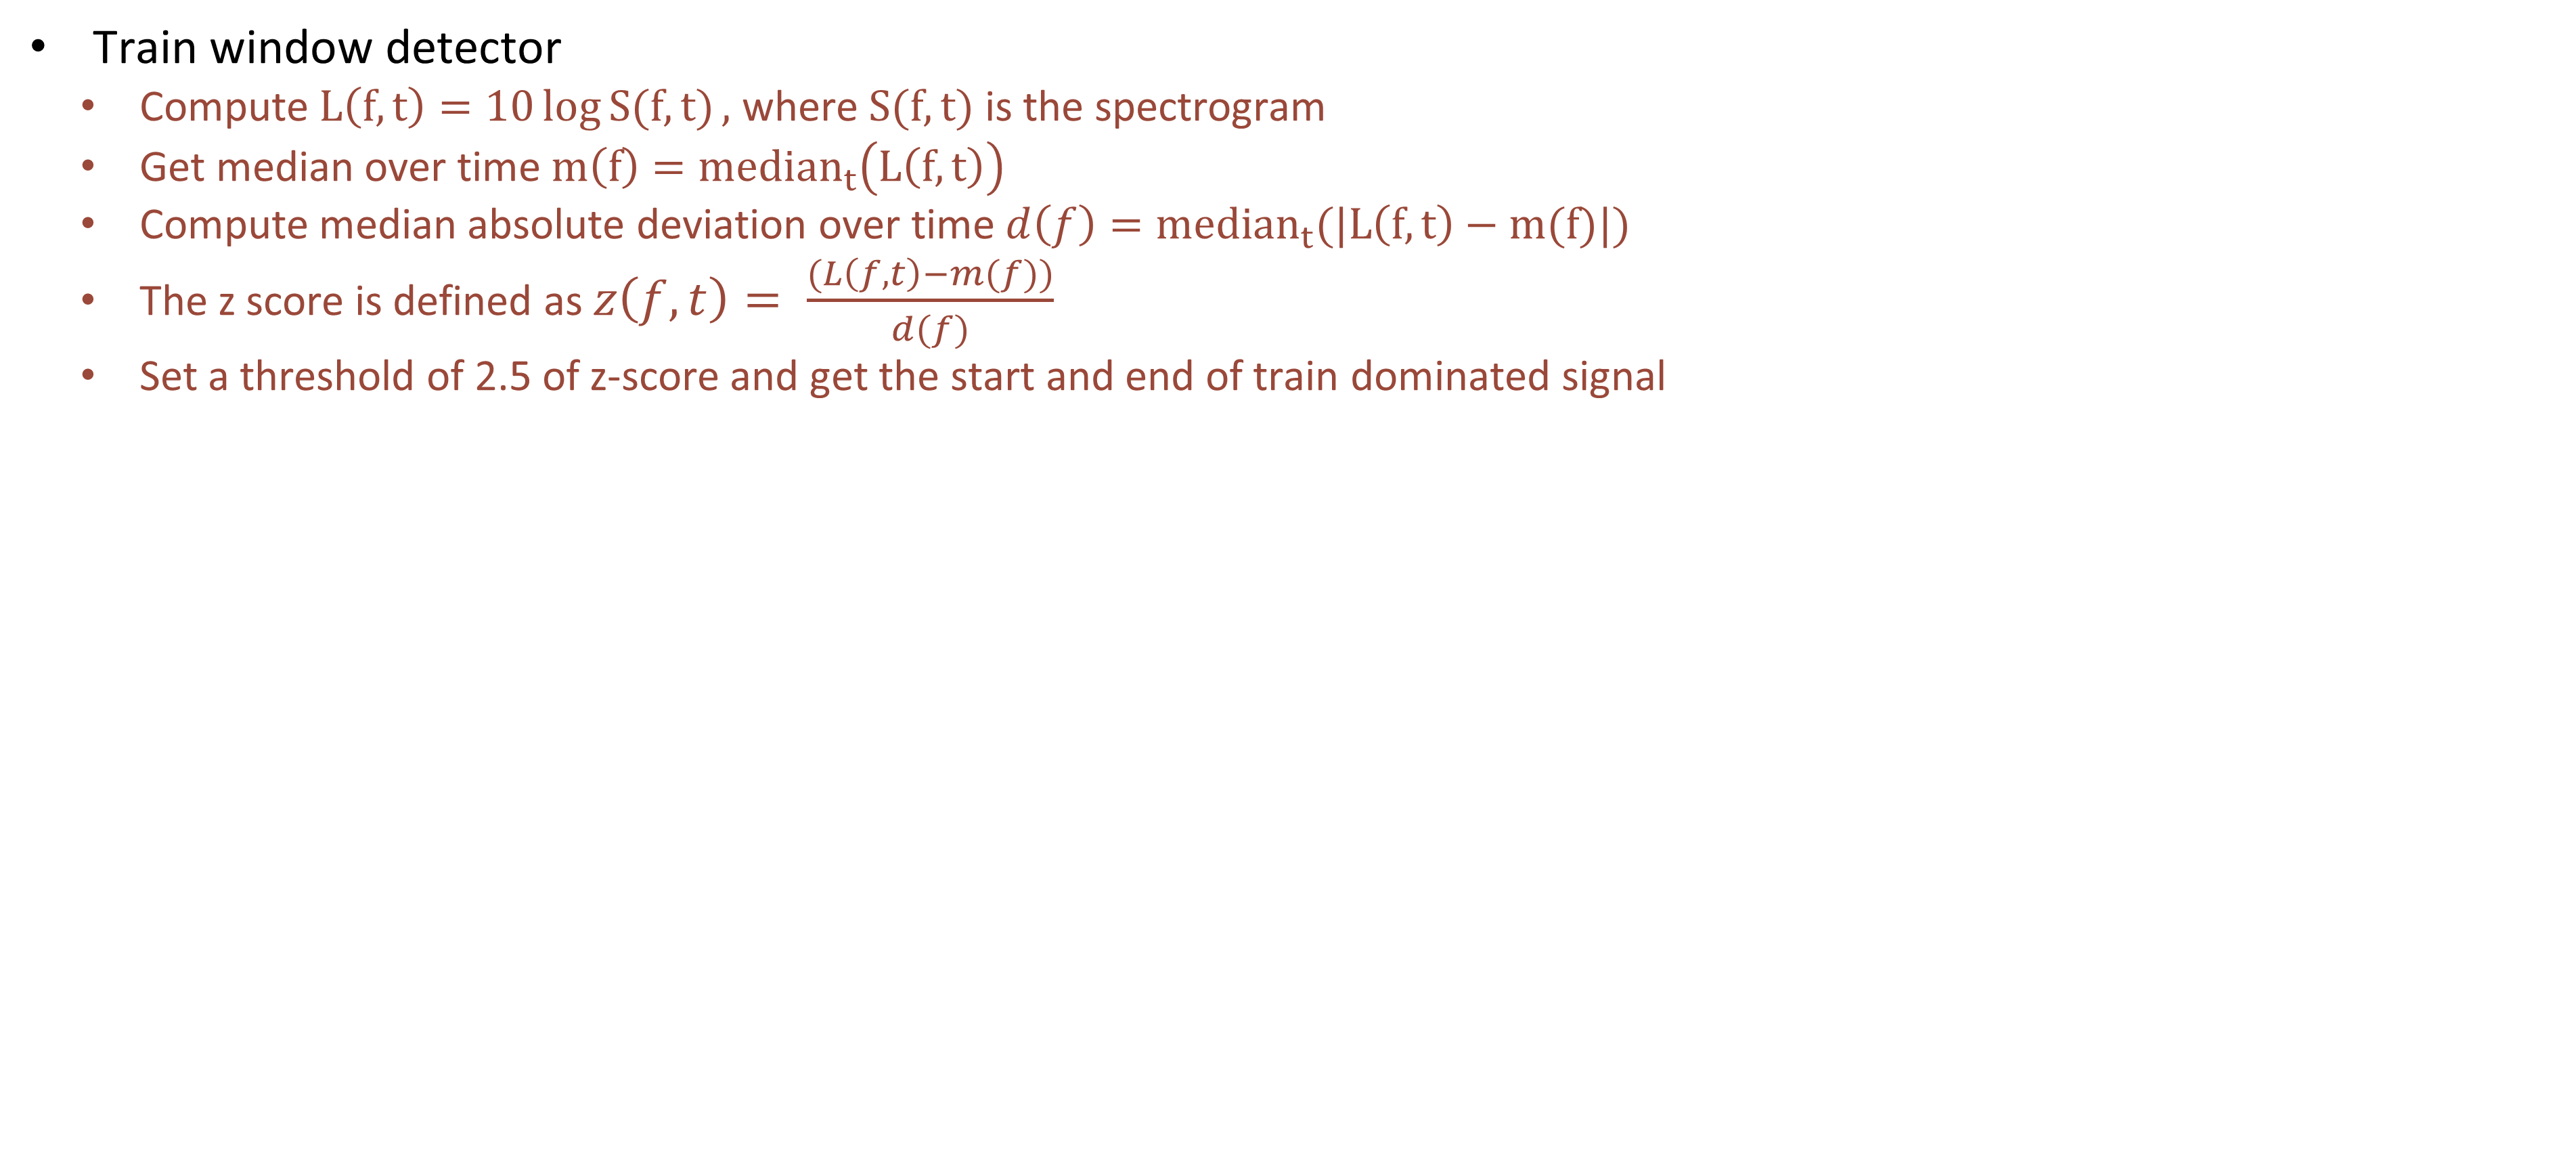 • Train window detector
• Compute L(f, t) = 10 log S(f, t) , where S(f, t) is the spectrogram
• Get median over time m(f) = medianₜ(L(f, t))
• Compute median absolute deviation over time d(f) = medianₜ(|L(f, t) − m(f)|)
• The z score is defined as z(f, t) = (L(f,t)−m(f)) / d(f)
• Set a threshold of 2.5 of z-score and get the start and end of train dominated signal